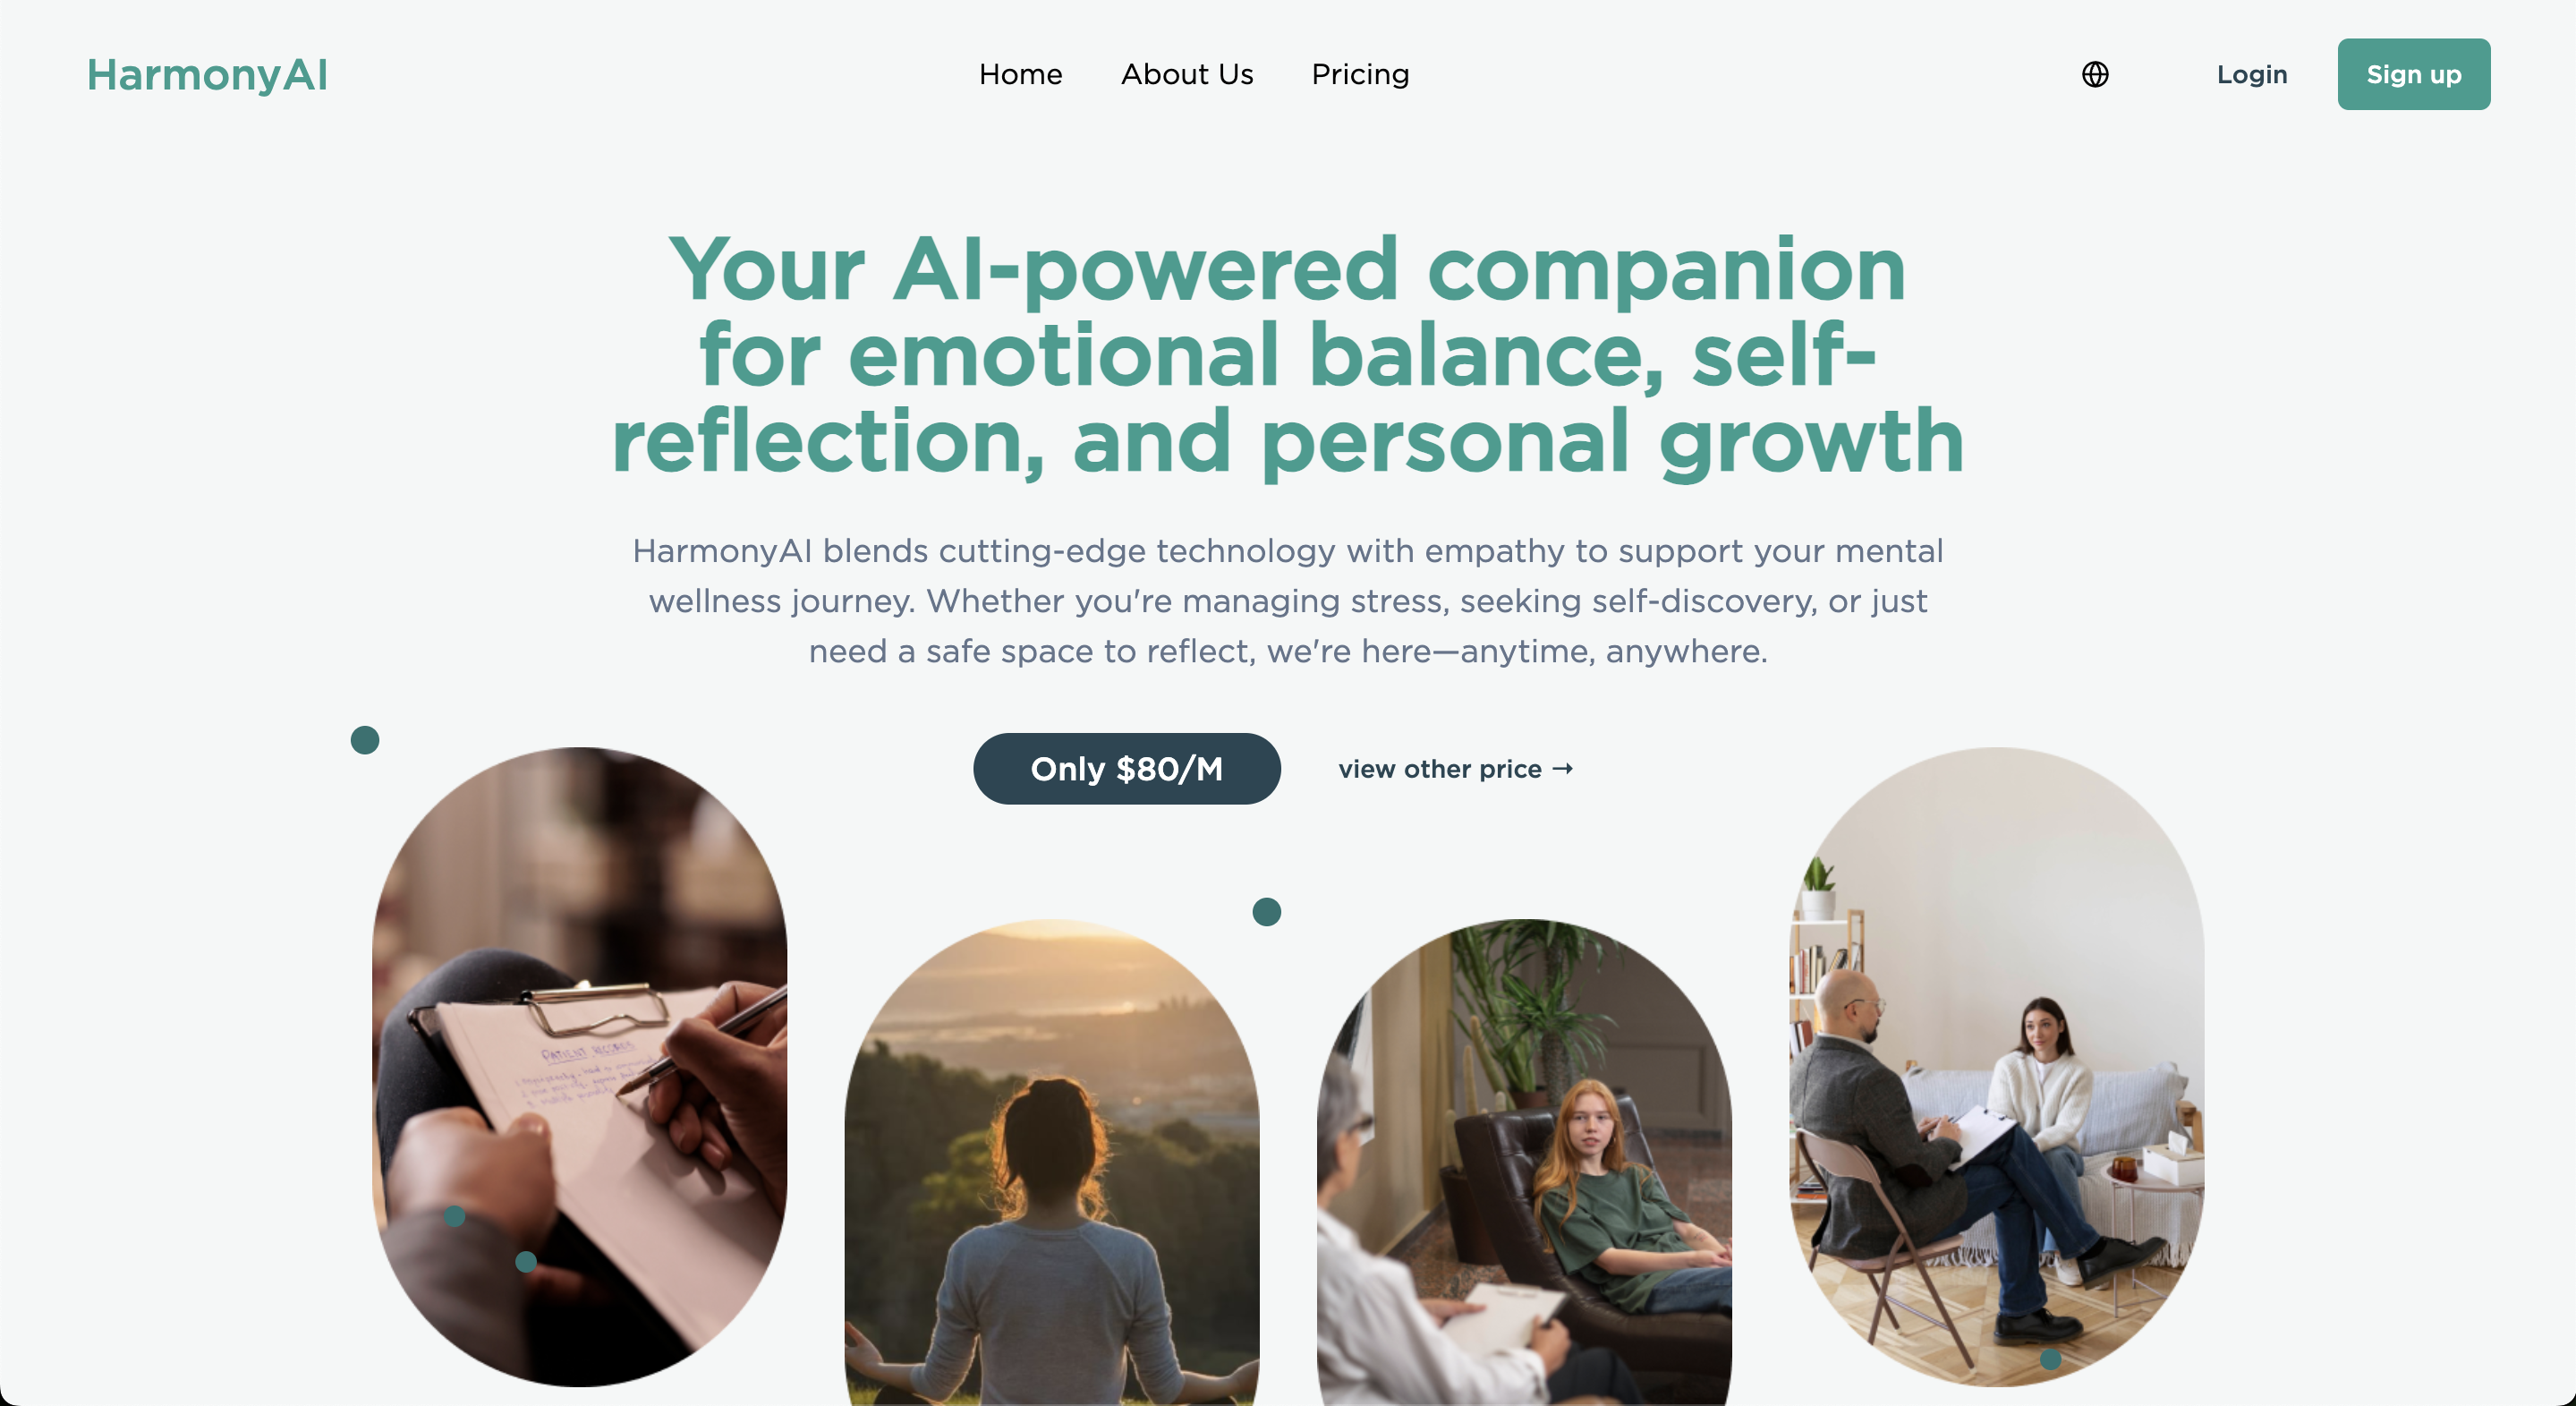 HarmonyAI
Home
About Us
Pricing
Login
Sign up
Your AI-powered companion
for emotional balance, self-
reflection, and personal growth
HarmonyAI blends cutting-edge technology with empathy to support your mental
wellness journey. Whether you're managing stress, seeking self-discovery, or just
need a safe space to reflect, we're here—anytime, anywhere.
Only $80/M
view other price →
PATIENT RECORDS